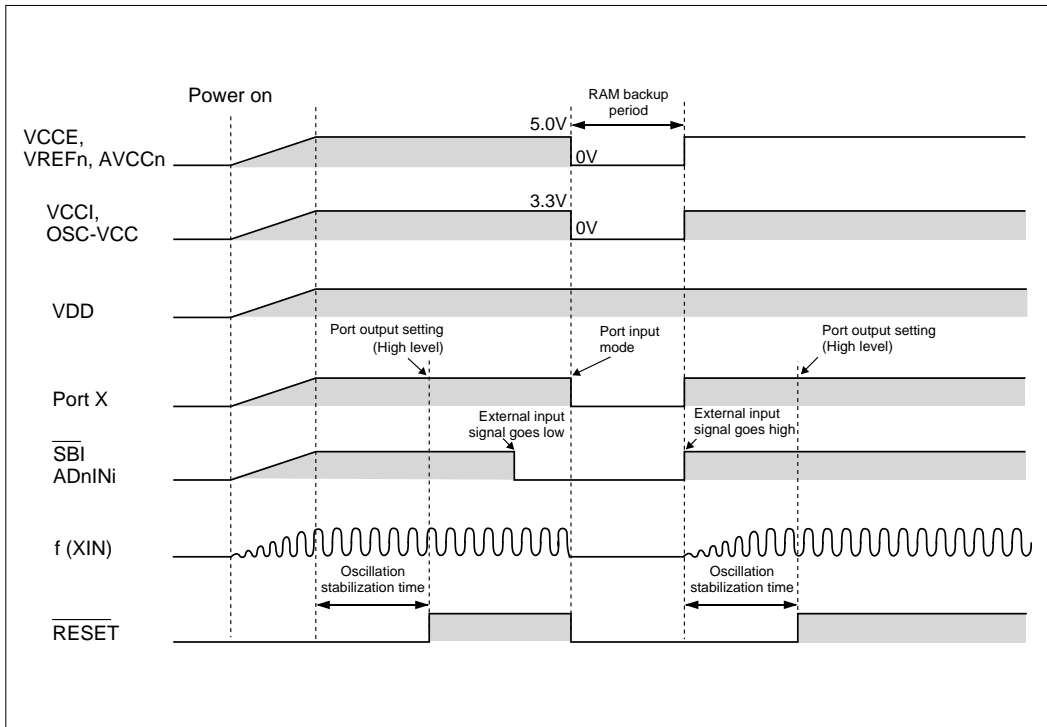 Power on
RAM backup
period
VCCE,
VREFn, AVCCn
5.0V
0V
VCCI,
OSC-VCC
3.3V
0V
VDD
Port output setting
(High level)
Port input
mode
Port output setting
(High level)
Port X
External input
signal goes low
External input
signal goes high
SBI
ADnINi
f (XIN)
Oscillation
stabilization time
Oscillation
stabilization time
RESET